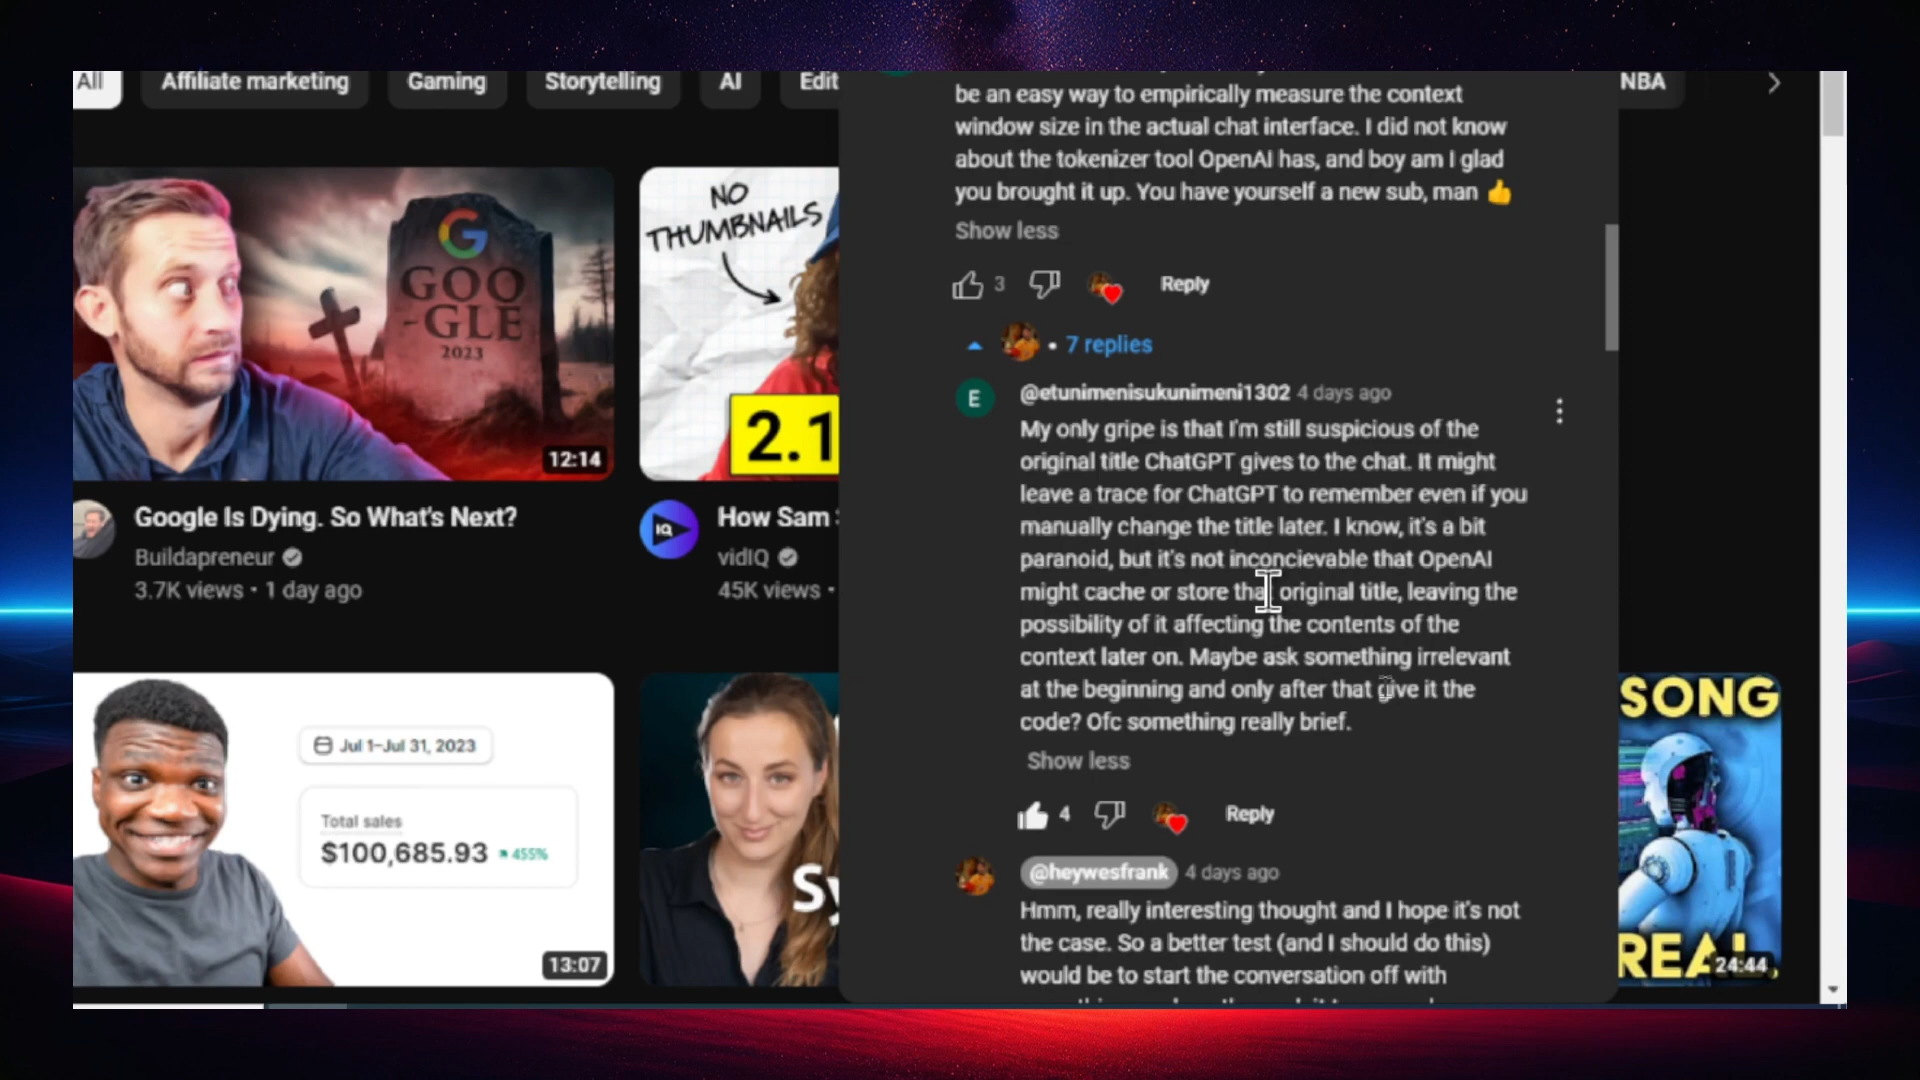 All
Affiliate marketing
Gaming
Storytelling
AI
Edit
NBA
GOO
-GLE
2023
12:14
Google Is Dying. So What's Next?
Buildapreneur
3.7K views • 1 day ago
NO
THUMBNAILS
2.1
IQ
How Sam
vidIQ
45K views •
be an easy way to empirically measure the context
window size in the actual chat interface. I did not know
about the tokenizer tool OpenAI has, and boy am I glad
you brought it up. You have yourself a new sub, man 👍
Show less
3
Reply
• 7 replies
E
@etunimenisukunimeni1302 4 days ago
My only gripe is that I'm still suspicious of the
original title ChatGPT gives to the chat. It might
leave a trace for ChatGPT to remember even if you
manually change the title later. I know, it's a bit
paranoid, but it's not inconcievable that OpenAI
might cache or store that original title, leaving the
possibility of it affecting the contents of the
context later on. Maybe ask something irrelevant
at the beginning and only after that give it the
code? Ofc something really brief.
Show less
4
Reply
@heywesfrank 4 days ago
Hmm, really interesting thought and I hope it's not
the case. So a better test (and I should do this)
would be to start the conversation off with
Jul 1–Jul 31, 2023
Total sales
$100,685.93 455%
13:07
Sy
SONG
REAL
24:44